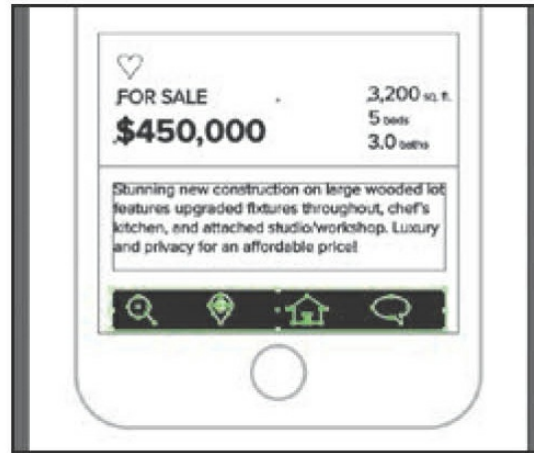 FOR SALE
$450,000
3,200 sq. ft.
5 beds
3.0 baths
Stunning new construction on large wooded lot
features upgraded fixtures throughout, chef's
kitchen, and attached studio/workshop. Luxury
and privacy for an affordable price!